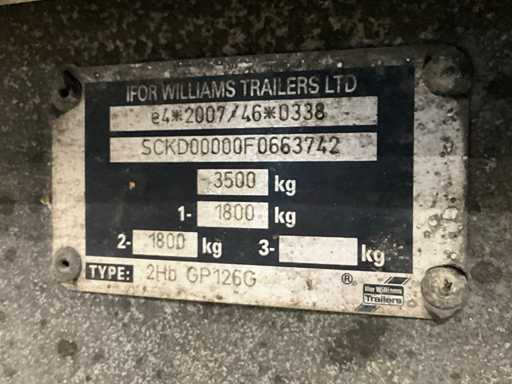 IFOR WILLIAMS TRAILERS LTD
e4*2007/46*0338
SCKD00000F0663742
3500 kg
1- 1800 kg
2- 1800 kg 3- kg
TYPE: 2Hb GP126G ®
Ifor Williams
Trailers